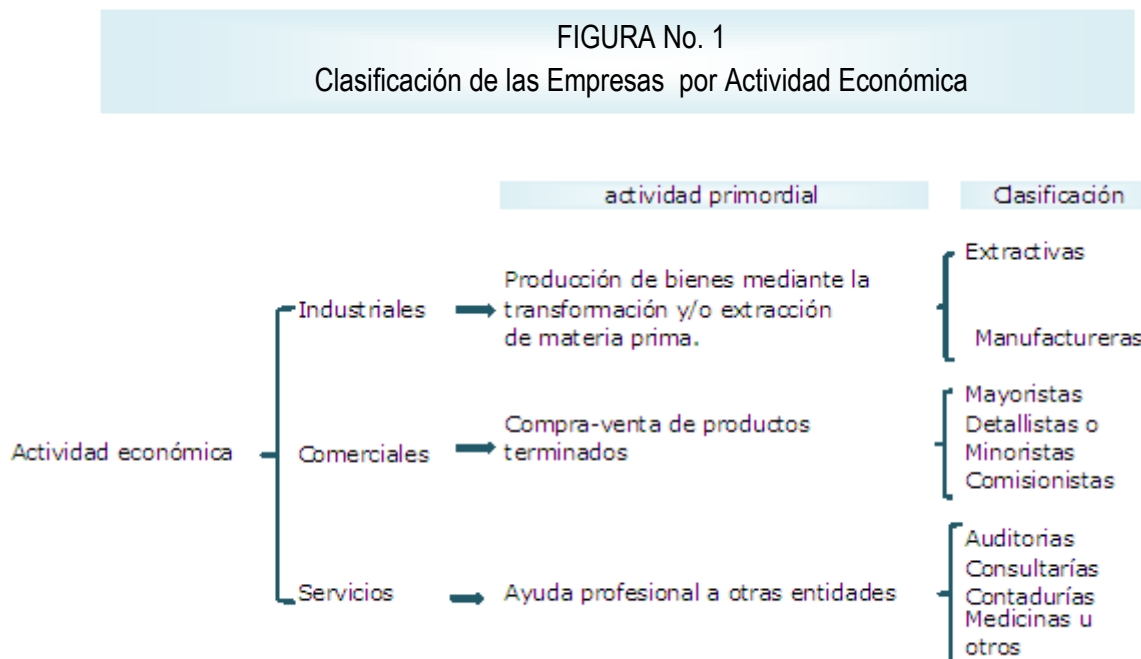 FIGURA No. 1
Clasificación de las Empresas por Actividad Económica
actividad primordial
Clasificación
Actividad económica
Industriales
Producción de bienes mediante la
transformación y/o extracción
de materia prima.
Extractivas
Manufactureras
Comerciales
Compra-venta de productos
terminados
Mayoristas
Detallistas o
Minoristas
Comisionistas
Servicios
Ayuda profesional a otras entidades
Auditorias
Consultarías
Contadurías
Medicinas u
otros